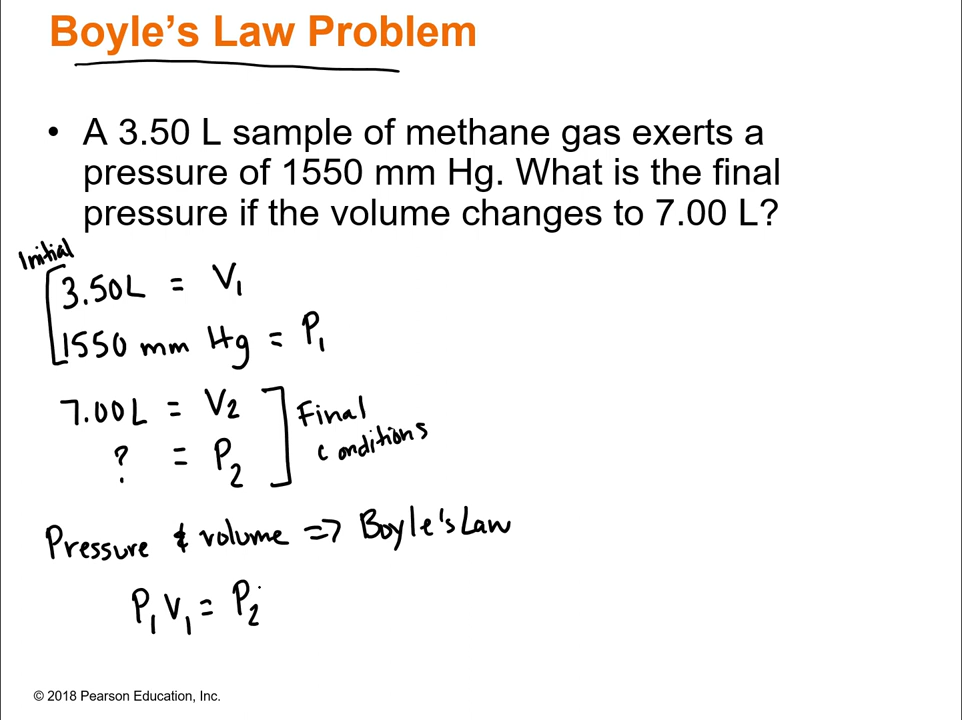 Boyle's Law Problem
• A 3.50 L sample of methane gas exerts a
pressure of 1550 mm Hg. What is the final
pressure if the volume changes to 7.00 L?
Initial
3.50L = V₁
1550 mm Hg = P₁
7.00L = V₂
? = P₂
Final
conditions
Pressure & volume => Boyle's Law
P₁ V₁ = P₂
© 2018 Pearson Education, Inc.